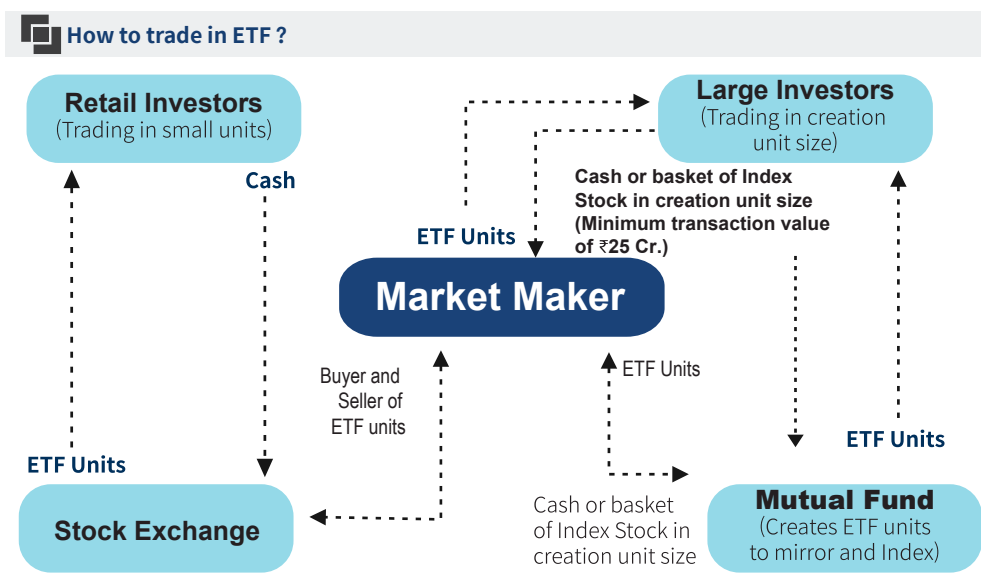 How to trade in ETF ?
Retail Investors
(Trading in small units)
Large Investors
(Trading in creation
unit size)
Cash
Cash or basket of Index
Stock in creation unit size
(Minimum transaction value
of ₹25 Cr.)
ETF Units
Market Maker
Buyer and
Seller of
ETF units
ETF Units
ETF Units
ETF Units
Stock Exchange
Cash or basket
of Index Stock in
creation unit size
Mutual Fund
(Creates ETF units
to mirror and Index)